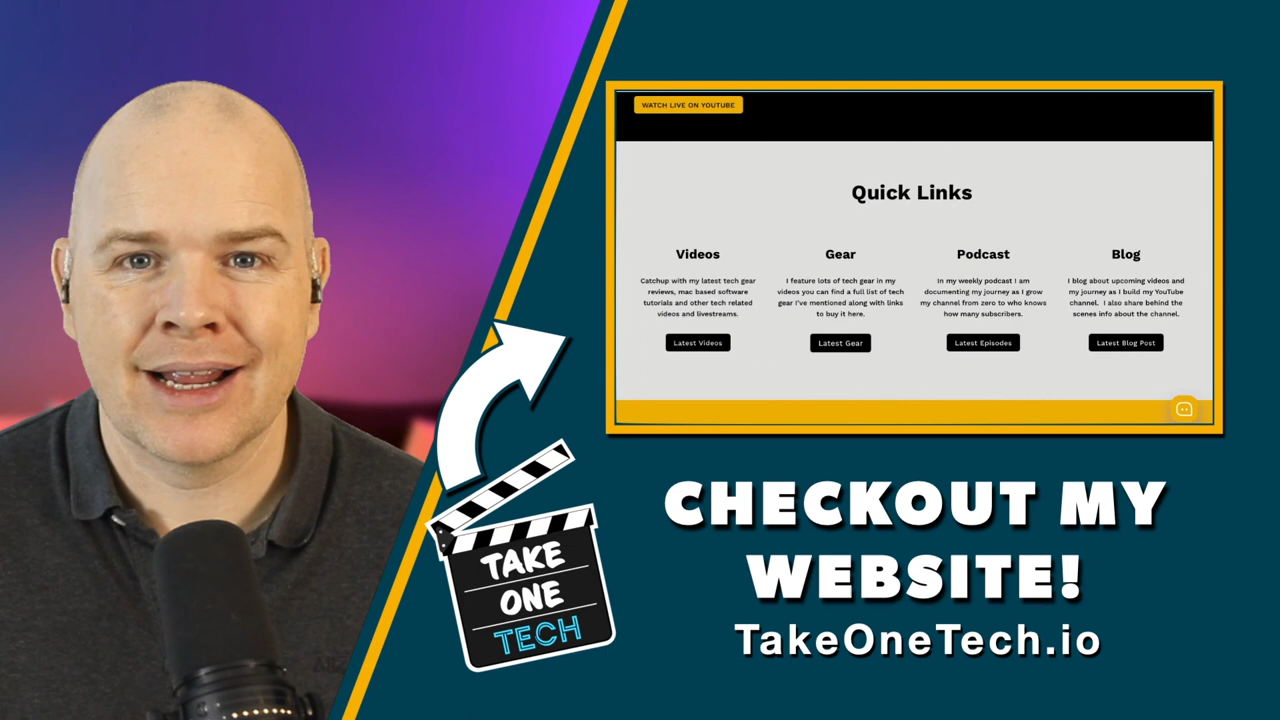 WATCH LIVE ON YOUTUBE
Quick Links
Videos
Catchup with my latest tech gear
reviews, mac based software
tutorials and other tech related
videos and livestreams.
Latest Videos
Gear
I feature lots of tech gear in my
videos you can find a full list of tech
gear I've mentioned along with links
to buy it here.
Latest Gear
Podcast
In my weekly podcast I am
documenting my journey as I grow
my channel from zero to who knows
how many subscribers.
Latest Episodes
Blog
I blog about upcoming videos and
my journey as I build my YouTube
channel. I also share behind the
scenes info about the channel.
Latest Blog Post
TAKE
ONE
TECH
CHECKOUT MY
WEBSITE!
TakeOneTech.io